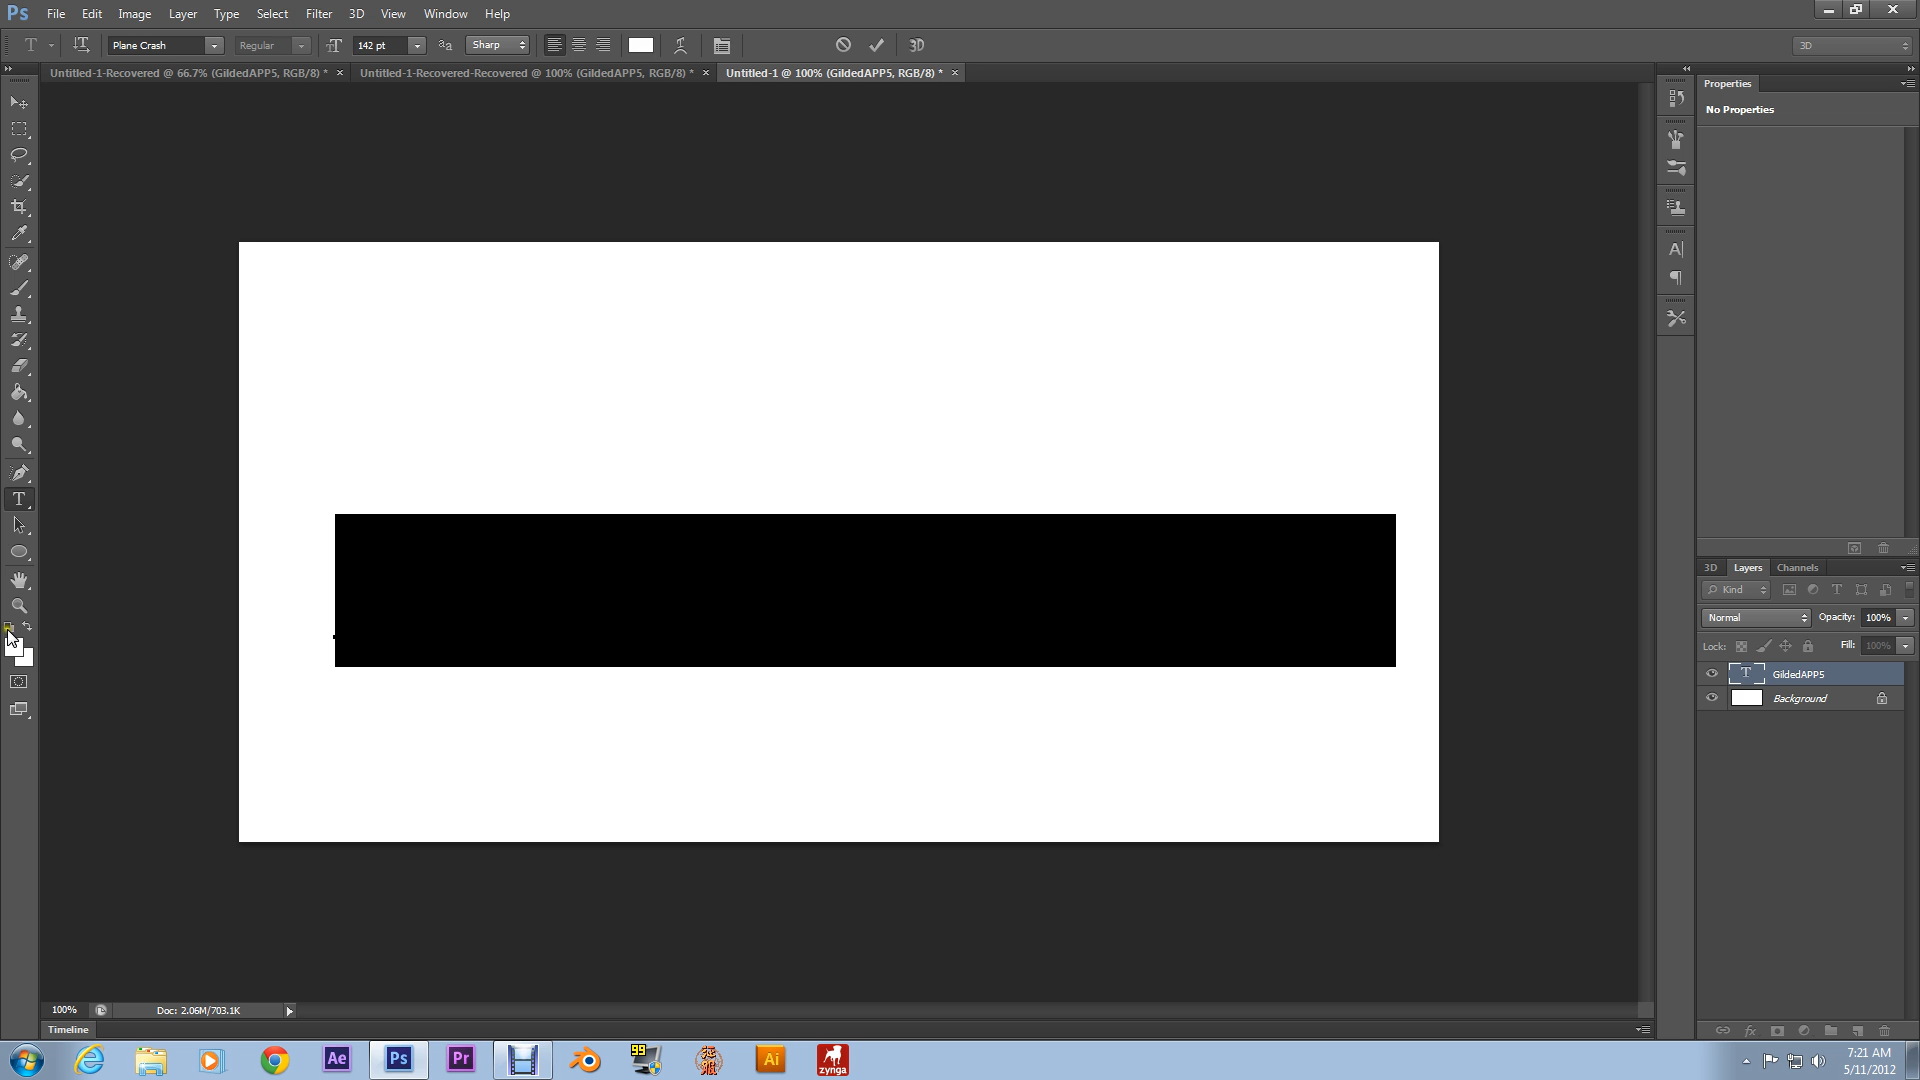 Ps File Edit Image Layer Type Select Filter 3D View Window Help
T Plane Crash Regular 142 pt aa Sharp 3D 3D
Untitled-1-Recovered @ 66.7% (GildedAPP5, RGB/8) * × Untitled-1-Recovered-Recovered @ 100% (GildedAPP5, RGB/8) * × Untitled-1 @ 100% (GildedAPP5, RGB/8) * ×
Properties
No Properties
3D Layers Channels
Kind
Normal Opacity: 100%
Lock: Fill: 100%
GildedAPP5
Background
100% Doc: 2.06M/703.1K
Timeline
Ae Ps Pr 99 Ai zynga
7:21 AM
5/11/2012